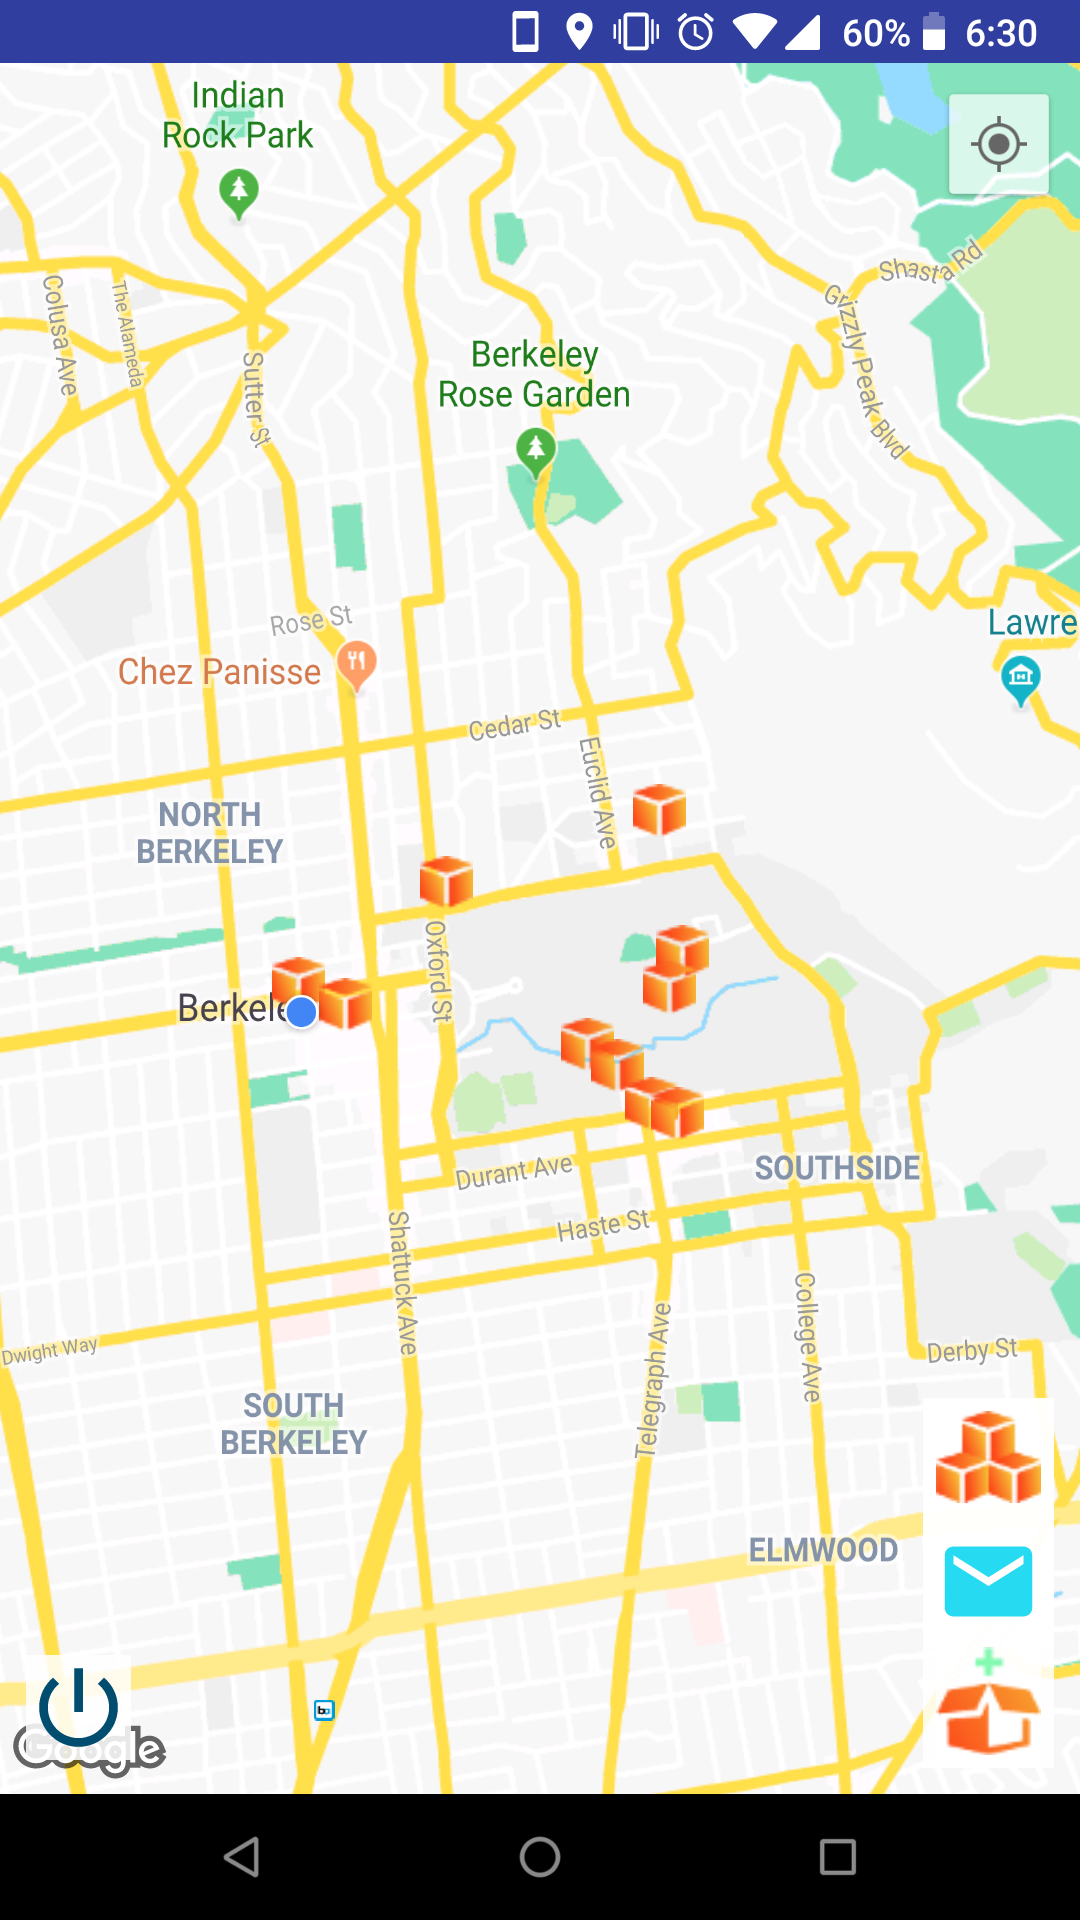 60% 6:30
Indian
Rock Park
Shasta Rd
Colusa Ave
The Alameda
Grizzly Peak Blvd
Sutter St
Berkeley
Rose Garden
Rose St
Lawre
Chez Panisse
Cedar St
Euclid Ave
NORTH
BERKELEY
Oxford St
Berkele
Durant Ave
SOUTHSIDE
Haste St
Shattuck Ave
College Ave
Telegraph Ave
Dwight Way
Derby St
SOUTH
BERKELEY
ELMWOOD
Google